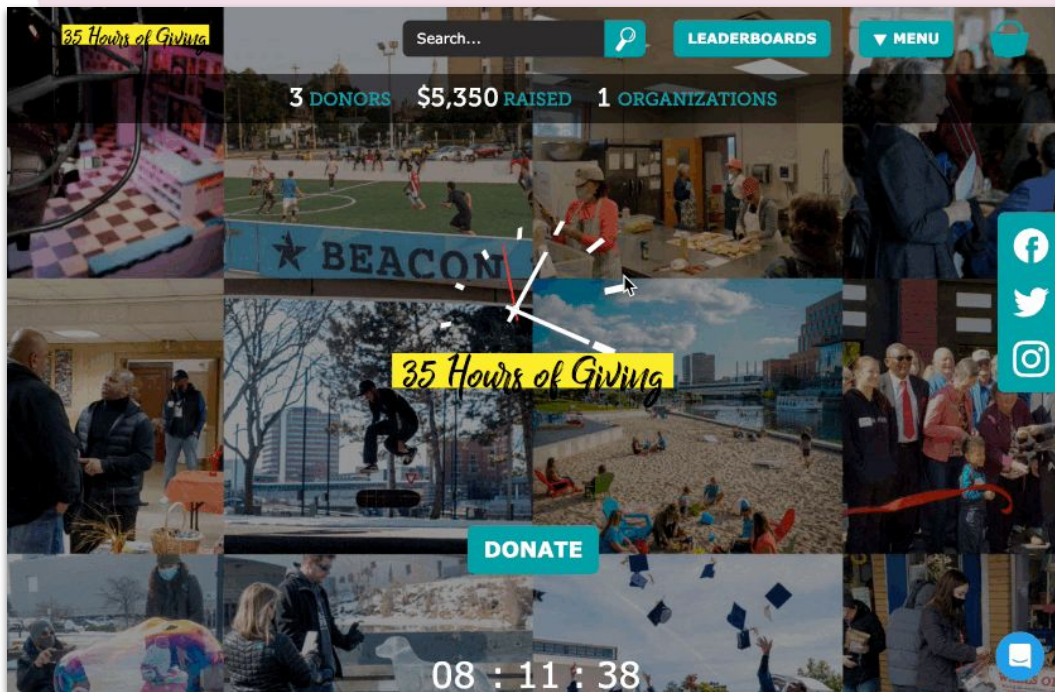 35 Hours of Giving
Search...
LEADERBOARDS
▼ MENU
3 DONORS $5,350 RAISED 1 ORGANIZATIONS
BEACON
35 Hours of Giving
DONATE
08 : 11 : 38